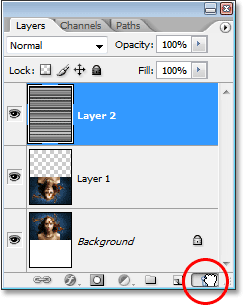 Layers Channels Paths
Normal Opacity: 100%
Lock: Fill: 100%
Layer 2
Layer 1
Background